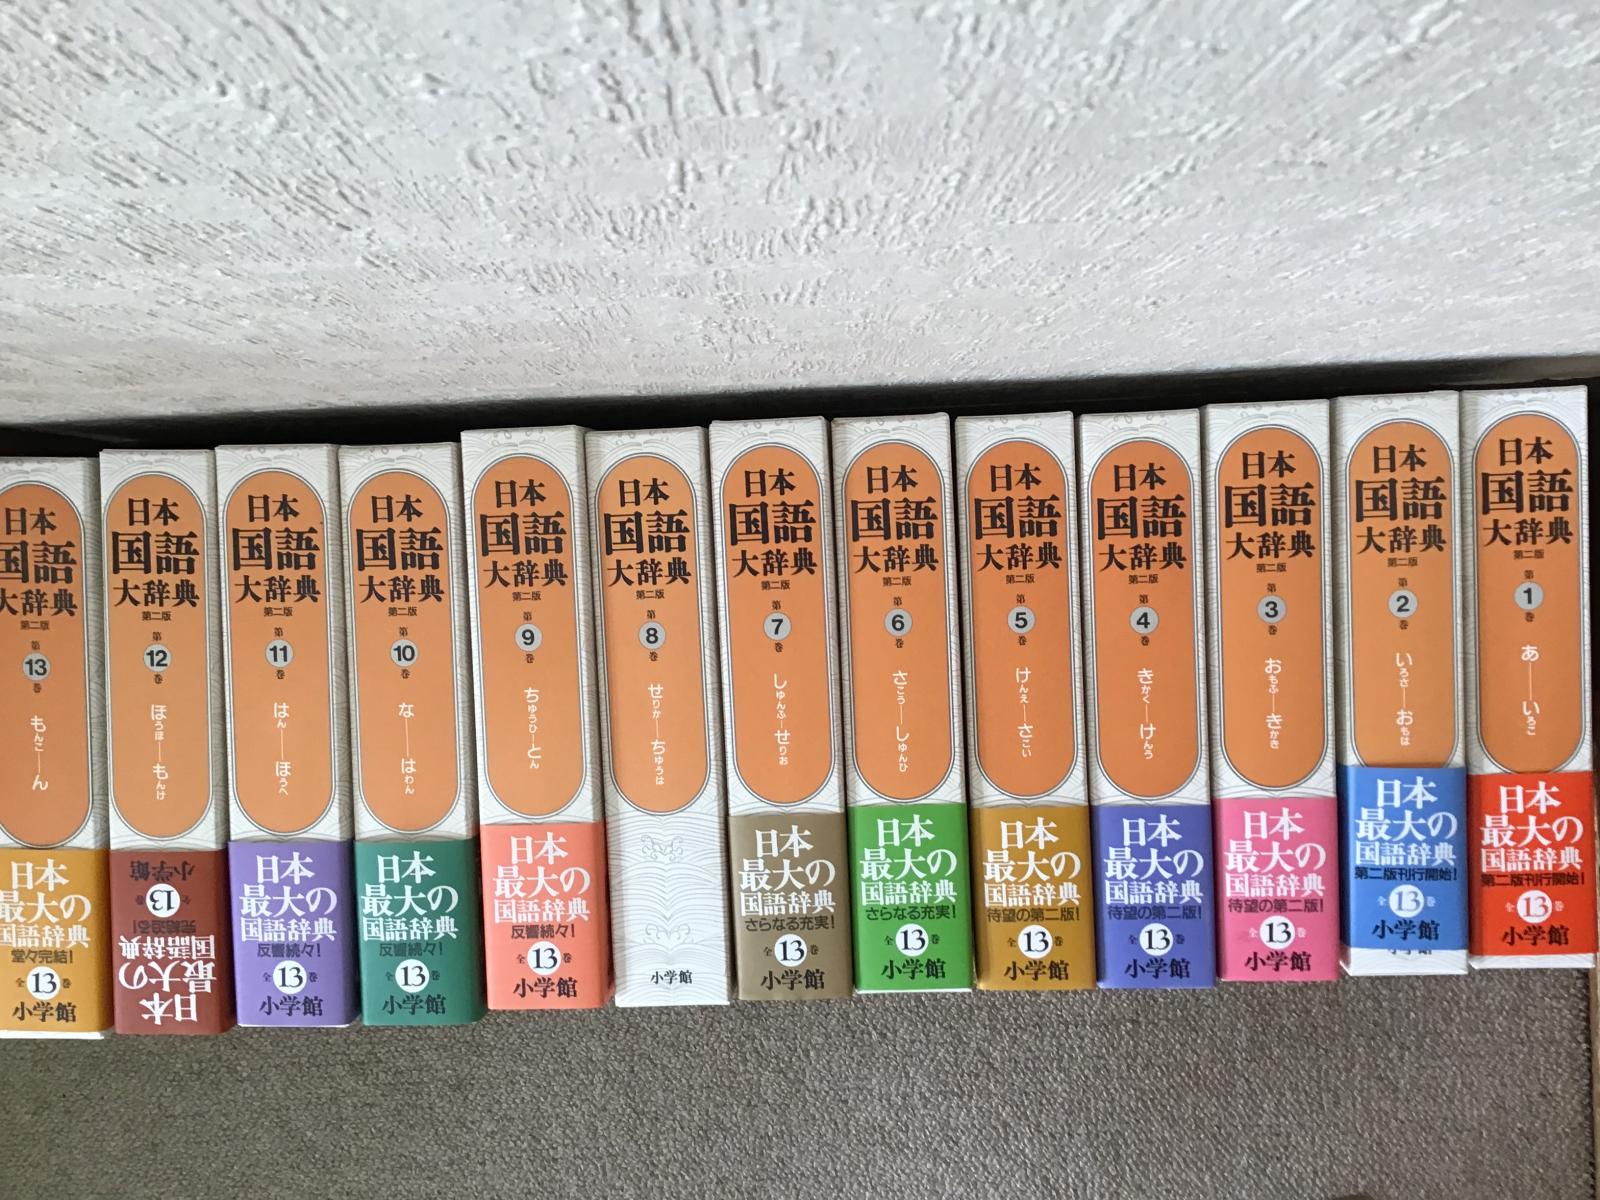 日本
国語
大辞典
第二版
第1巻
あ―いろこ
日本
最大の
国語辞典
第二版刊行開始!
全13巻
小学館
日本
国語
大辞典
第二版
第2巻
いろさ―おもは
日本
最大の
国語辞典
第二版刊行開始!
全13巻
小学館
日本
国語
大辞典
第二版
第3巻
おもふ―きかき
日本
最大の
国語辞典
待望の第二版!
全13巻
小学館
日本
国語
大辞典
第二版
第4巻
きかく―けんう
日本
最大の
国語辞典
待望の第二版!
全13巻
小学館
日本
国語
大辞典
第二版
第5巻
けんえ―さこい
日本
最大の
国語辞典
待望の第二版!
全13巻
小学館
日本
国語
大辞典
第二版
第6巻
さこう―しゅんひ
日本
最大の
国語辞典
さらなる充実!
全13巻
小学館
日本
国語
大辞典
第二版
第7巻
しゅんふ―せりお
日本
最大の
国語辞典
さらなる充実!
全13巻
小学館
日本
国語
大辞典
第二版
第8巻
せりか―ちゅうは
小学館
日本
国語
大辞典
第二版
第9巻
ちゅうひ―とん
日本
最大の
国語辞典
反響続々!
全13巻
小学館
日本
国語
大辞典
第二版
第10巻
な―はわん
日本
最大の
国語辞典
反響続々!
全13巻
小学館
日本
国語
大辞典
第二版
第11巻
はん―ほうへ
日本
最大の
国語辞典
反響続々!
全13巻
小学館
日本
国語
大辞典
第二版
第12巻
ほうほ―もんけ
日本
最大の
国語辞典
完結迫る!
全13巻
小学館
日本
国語
大辞典
第二版
第13巻
もんこ―ん
日本
最大の
国語辞典
堂々完結!
全13巻
小学館